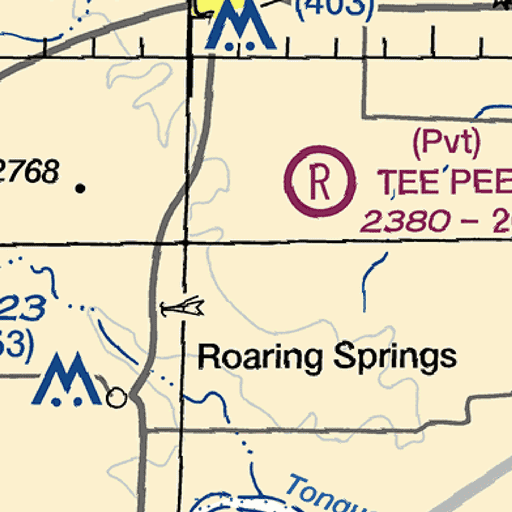 (403)
(Pvt)
2768
R
TEE PEE
2380 - 2
23
53)
Roaring Springs
Tongu